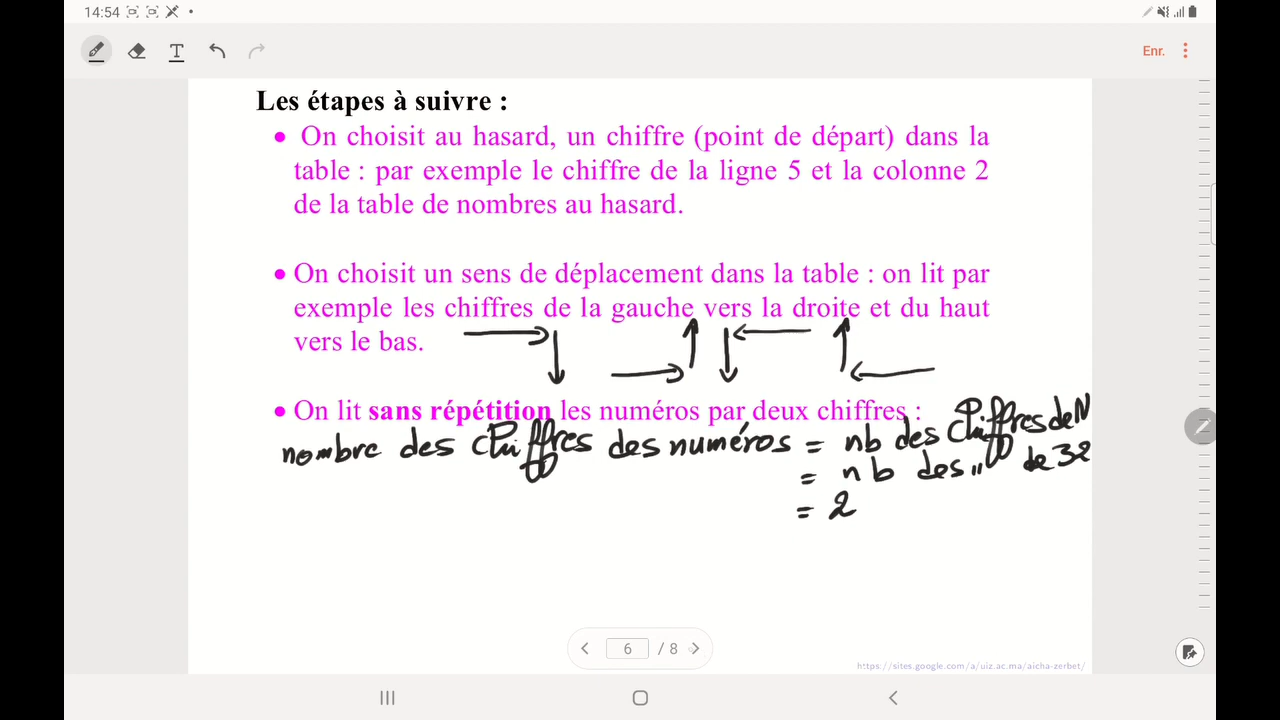 14:54
Enr.
Les étapes à suivre :
• On choisit au hasard, un chiffre (point de départ) dans la
table : par exemple le chiffre de la ligne 5 et la colonne 2
de la table de nombres au hasard.
• On choisit un sens de déplacement dans la table : on lit par
exemple les chiffres de la gauche vers la droite et du haut
vers le bas.
• On lit sans répétition les numéros par deux chiffres :
nombre des chiffres des numéros = nb des chiffres de N
= nb des " de 32
= 2
6 / 8
https://sites.google.com/a/uiz.ac.ma/aicha-zerbet/